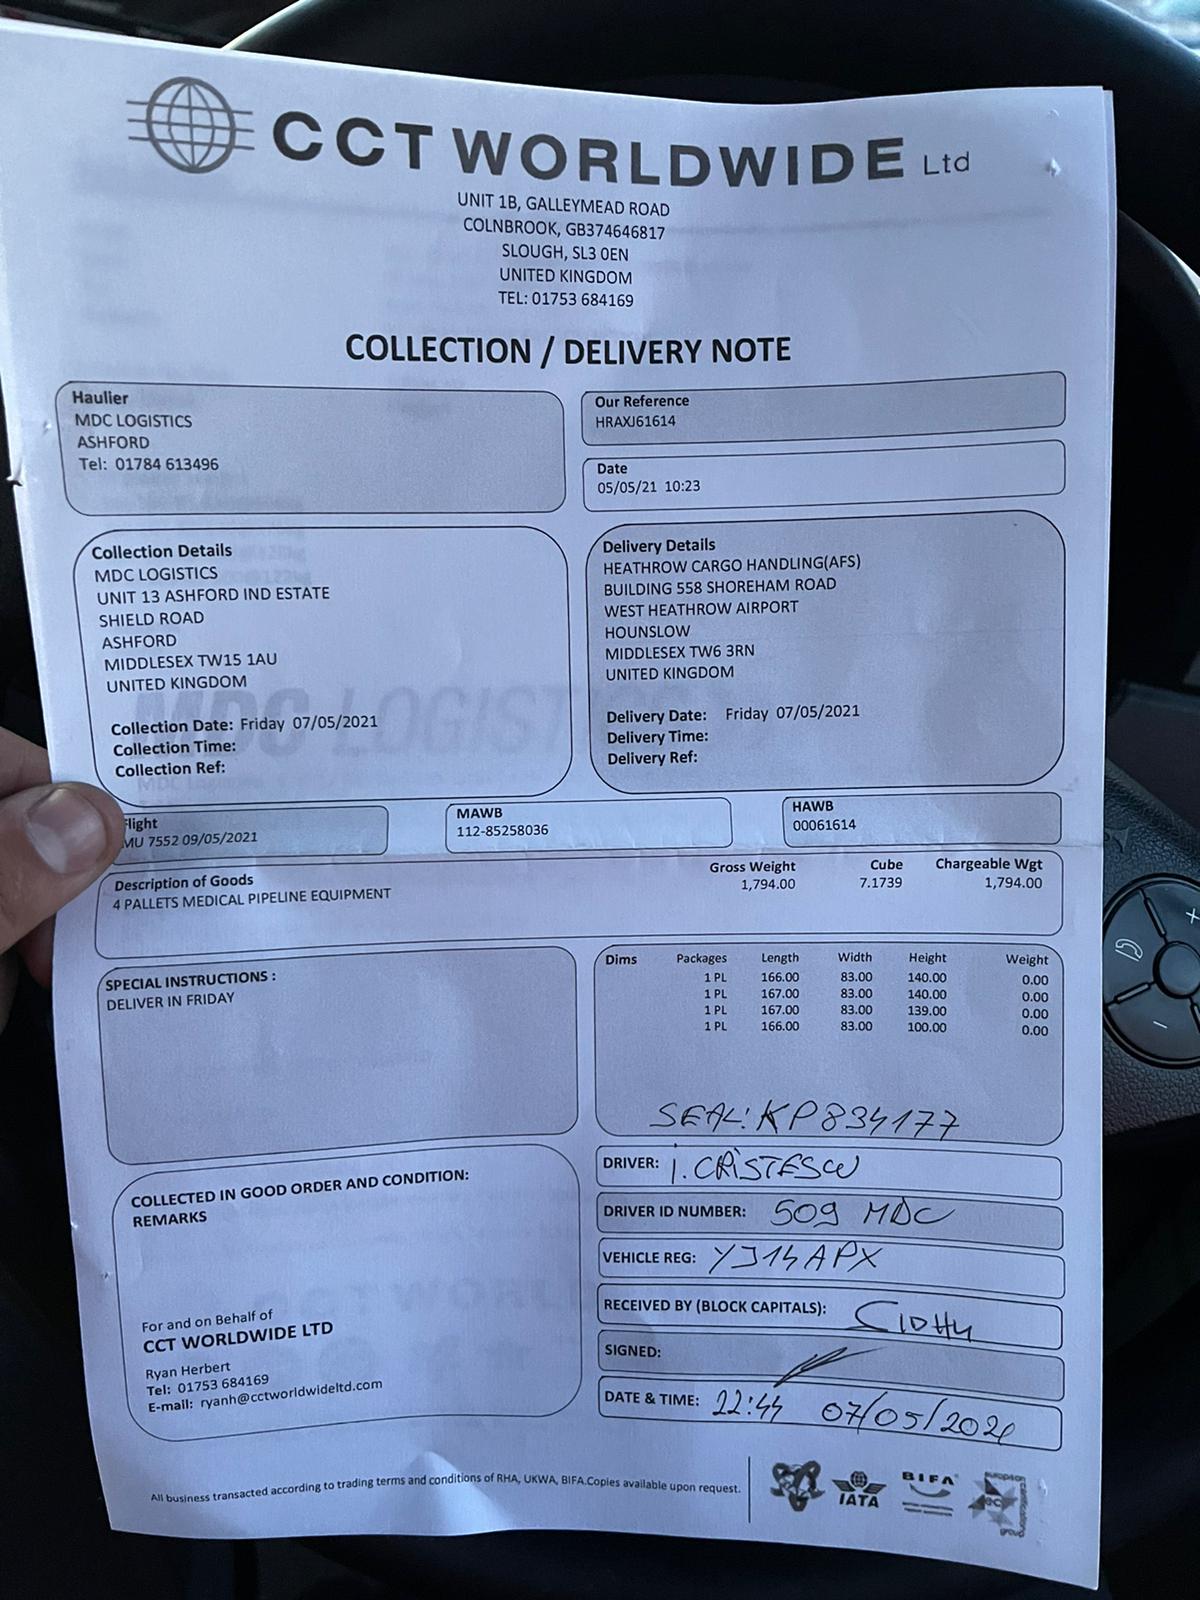 CCT WORLDWIDE Ltd
UNIT 1B, GALLEYMEAD ROAD
COLNBROOK, GB374646817
SLOUGH, SL3 0EN
UNITED KINGDOM
TEL: 01753 684169
COLLECTION / DELIVERY NOTE
Haulier
MDC LOGISTICS
ASHFORD
Tel: 01784 613496
Our Reference
HRAXJ61614
Date
05/05/21 10:23
Collection Details
MDC LOGISTICS
UNIT 13 ASHFORD IND ESTATE
SHIELD ROAD
ASHFORD
MIDDLESEX TW15 1AU
UNITED KINGDOM
Collection Date: Friday 07/05/2021
Collection Time:
Collection Ref:
Delivery Details
HEATHROW CARGO HANDLING(AFS)
BUILDING 558 SHOREHAM ROAD
WEST HEATHROW AIRPORT
HOUNSLOW
MIDDLESEX TW6 3RN
UNITED KINGDOM
Delivery Date: Friday 07/05/2021
Delivery Time:
Delivery Ref:
Flight
MU 7552 09/05/2021
MAWB
112-85258036
HAWB
00061614
Description of Goods Gross Weight Cube Chargeable Wgt
4 PALLETS MEDICAL PIPELINE EQUIPMENT 1,794.00 7.1739 1,794.00
SPECIAL INSTRUCTIONS :
DELIVER IN FRIDAY
Dims Packages Length Width Height Weight
1 PL 166.00 83.00 140.00 0.00
1 PL 167.00 83.00 140.00 0.00
1 PL 167.00 83.00 139.00 0.00
1 PL 166.00 83.00 100.00 0.00
SEAL: KP834177
COLLECTED IN GOOD ORDER AND CONDITION:
REMARKS
For and on Behalf of
CCT WORLDWIDE LTD
Ryan Herbert
Tel: 01753 684169
E-mail: ryanh@cctworldwideltd.com
DRIVER: I. CRISTESCU
DRIVER ID NUMBER: 509 MDC
VEHICLE REG: YJ14APX
RECEIVED BY (BLOCK CAPITALS): SIDHU
SIGNED:
DATE & TIME: 22:44 07/05/2021
All business transacted according to trading terms and conditions of RHA, UKWA, BIFA.Copies available upon request.
IATA
BIFA
european
certification
group
MDC LOGISTICS